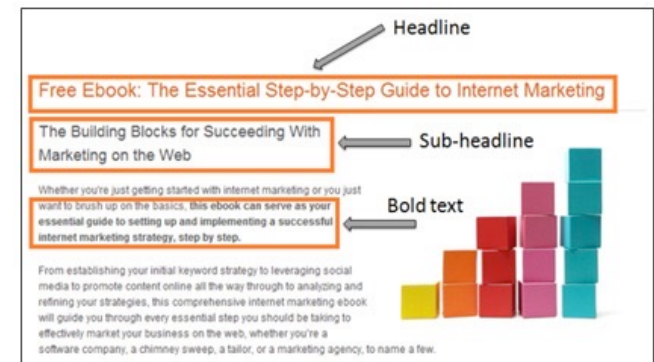 Headline
Free Ebook: The Essential Step-by-Step Guide to Internet Marketing
The Building Blocks for Succeeding With
Marketing on the Web
Sub-headline
Whether you're just getting started with internet marketing or you just
want to brush up on the basics, this ebook can serve as your
essential guide to setting up and implementing a successful
internet marketing strategy, step by step.
Bold text
From establishing your initial keyword strategy to leveraging social
media to promote content online all the way through to analyzing and
refining your strategies, this comprehensive internet marketing ebook
will guide you through every essential step you should be taking to
effectively market your business on the web, whether you're a
software company, a chimney sweep, a tailor, or a marketing agency, to name a few.